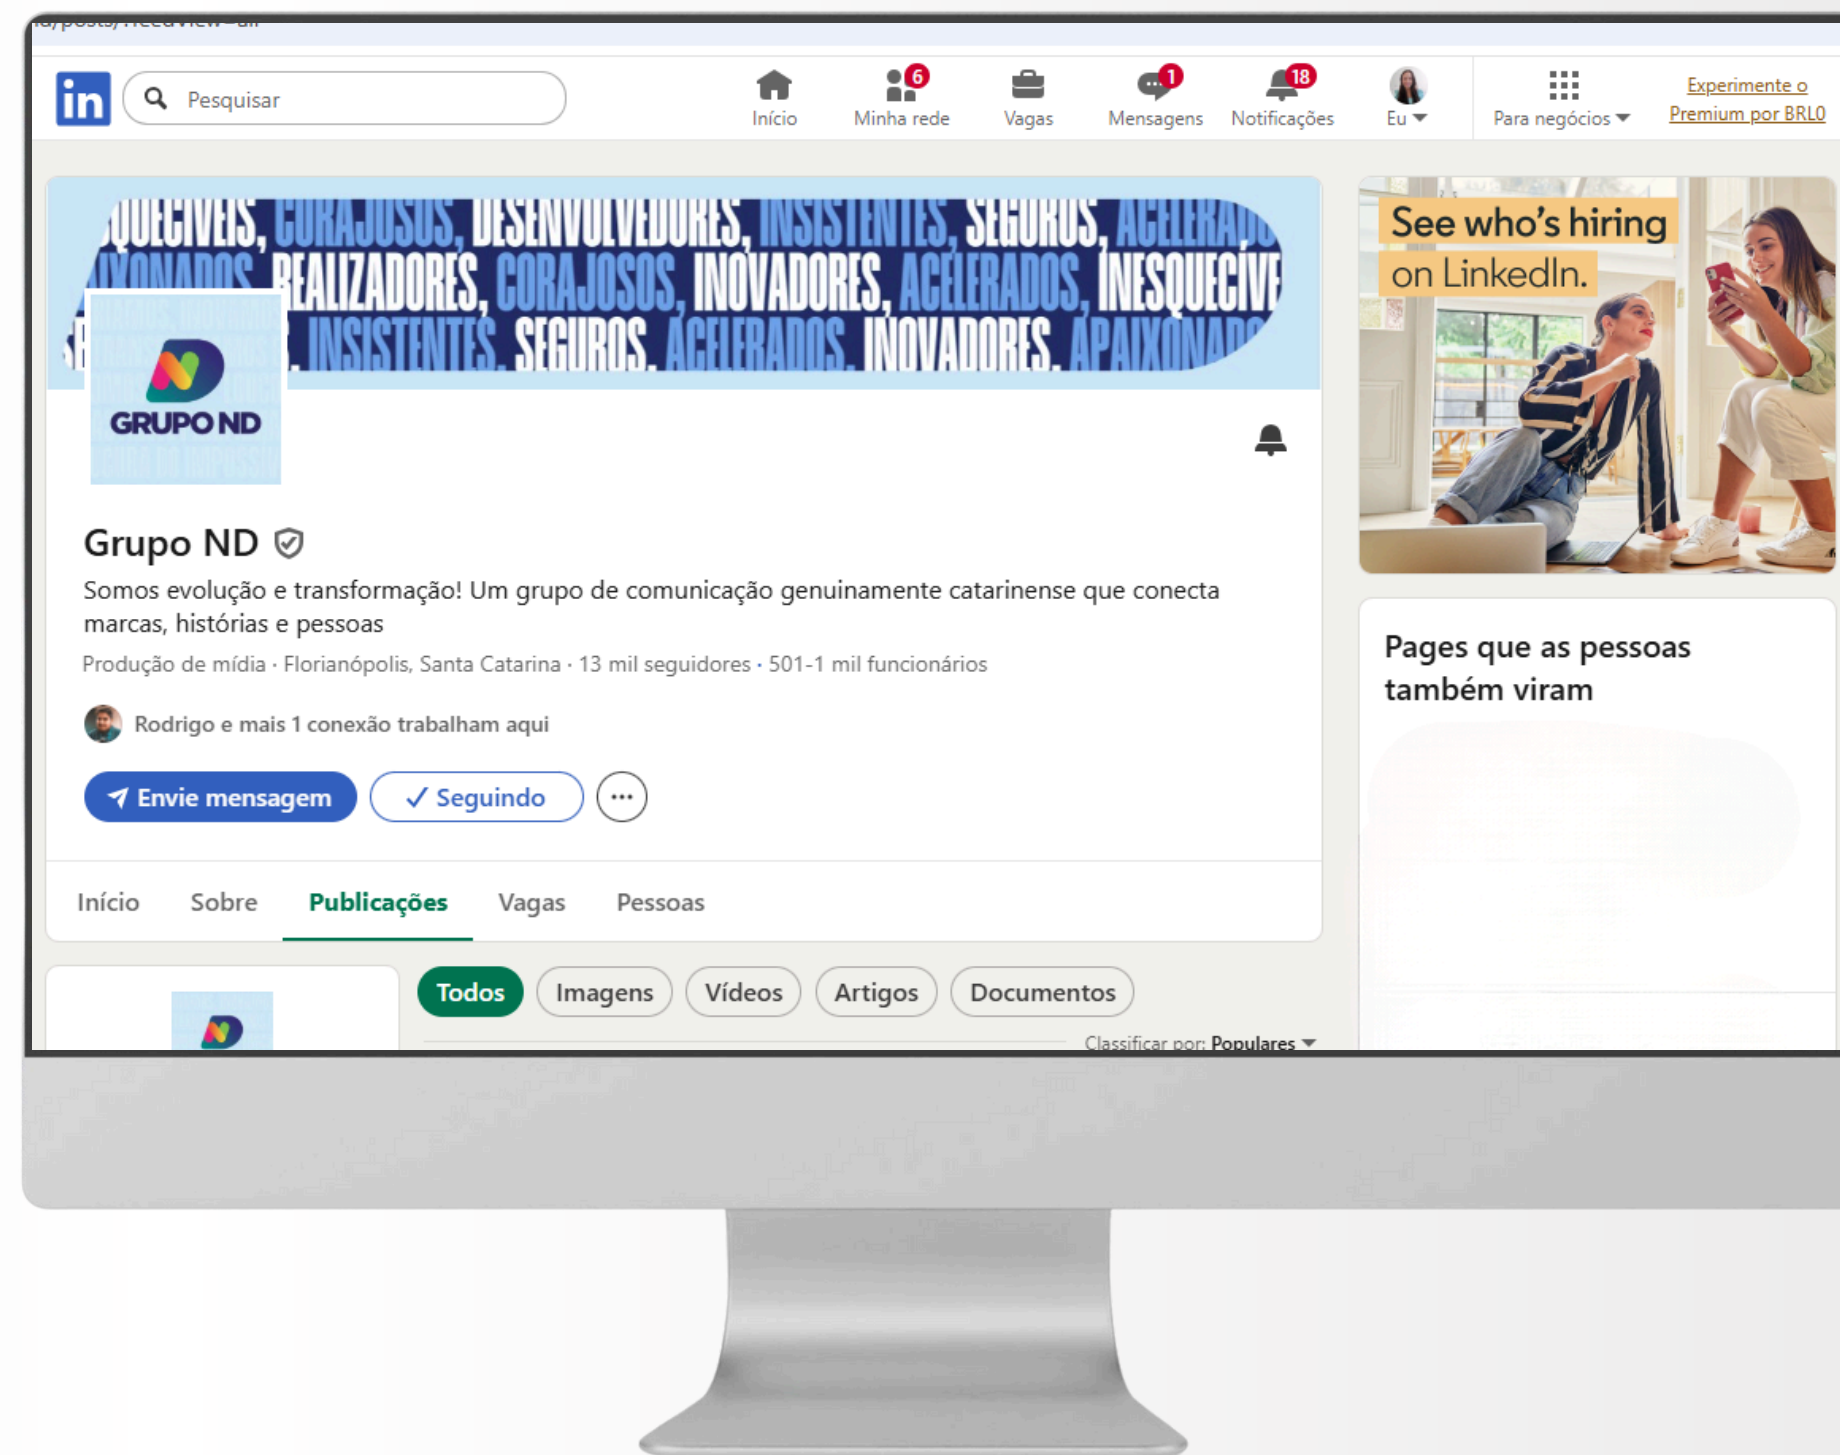 in
Pesquisar
Início
6
Minha rede
Vagas
1
Mensagens
18
Notificações
Eu
Para negócios
Experimente o
Premium por BRL0
DESENVOLVEDORES, INSISTENTES, SEGUROS,
REALIZADORES, CORAJOSOS, INOVADORES, ACELERADOS,
INSISTENTES, SEGUROS, ACELERADOS, INOVADORES,
GRUPO ND
See who's hiring
on LinkedIn.
Grupo ND
Somos evolução e transformação! Um grupo de comunicação genuinamente catarinense que conecta
marcas, histórias e pessoas
Produção de mídia · Florianópolis, Santa Catarina · 13 mil seguidores · 501-1 mil funcionários
Rodrigo e mais 1 conexão trabalham aqui
Envie mensagem
Seguindo
Pages que as pessoas
também viram
Início Sobre Publicações Vagas Pessoas
Todos Imagens Vídeos Artigos Documentos
Classificar por: Populares